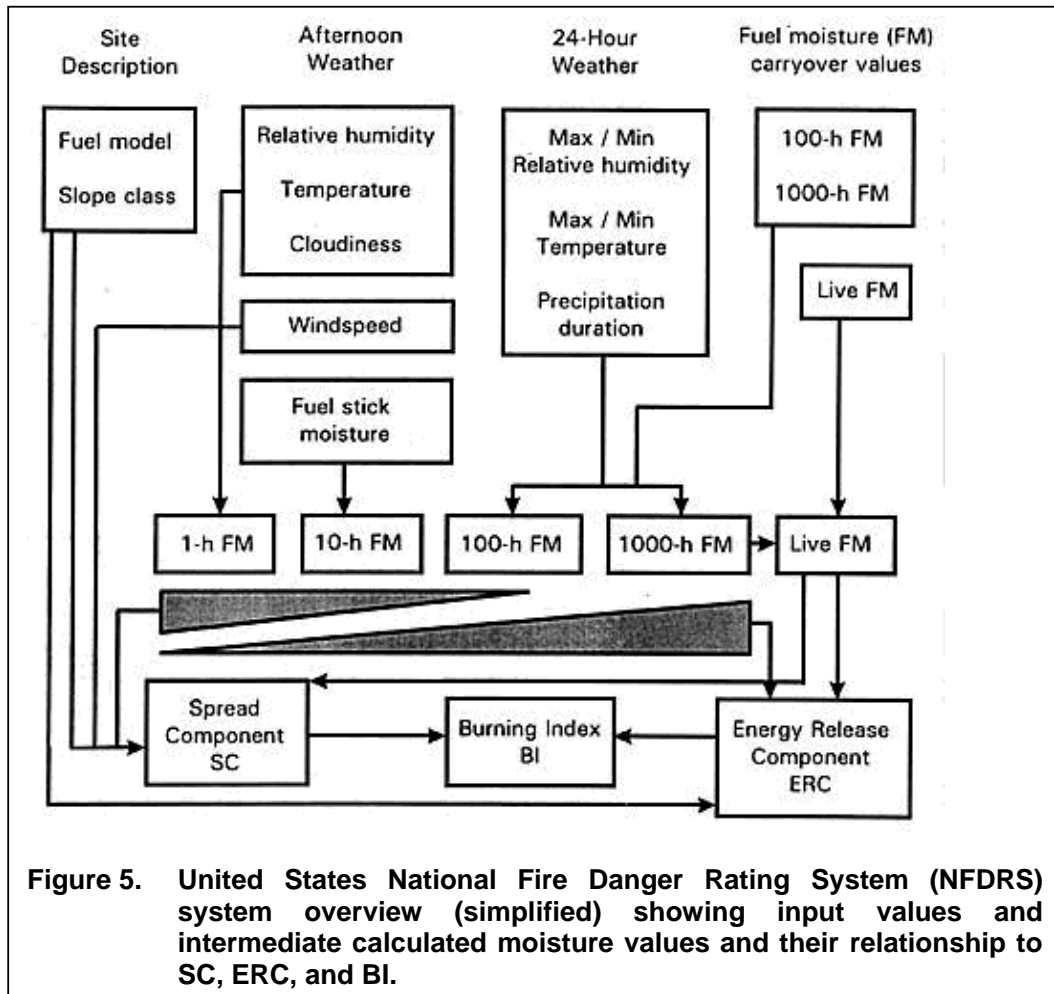 Site
Description
Afternoon
Weather
24-Hour
Weather
Fuel moisture (FM)
carryover values
Fuel model
Slope class
Relative humidity
Temperature
Cloudiness
Max / Min
Relative humidity
Max / Min
Temperature
Precipitation
duration
100-h FM
1000-h FM
Live FM
Windspeed
Fuel stick
moisture
1-h FM
10-h FM
100-h FM
1000-h FM
Live FM
Spread
Component
SC
Burning Index
BI
Energy Release
Component
ERC
Figure 5. United States National Fire Danger Rating System (NFDRS)
system overview (simplified) showing input values and
intermediate calculated moisture values and their relationship to
SC, ERC, and BI.